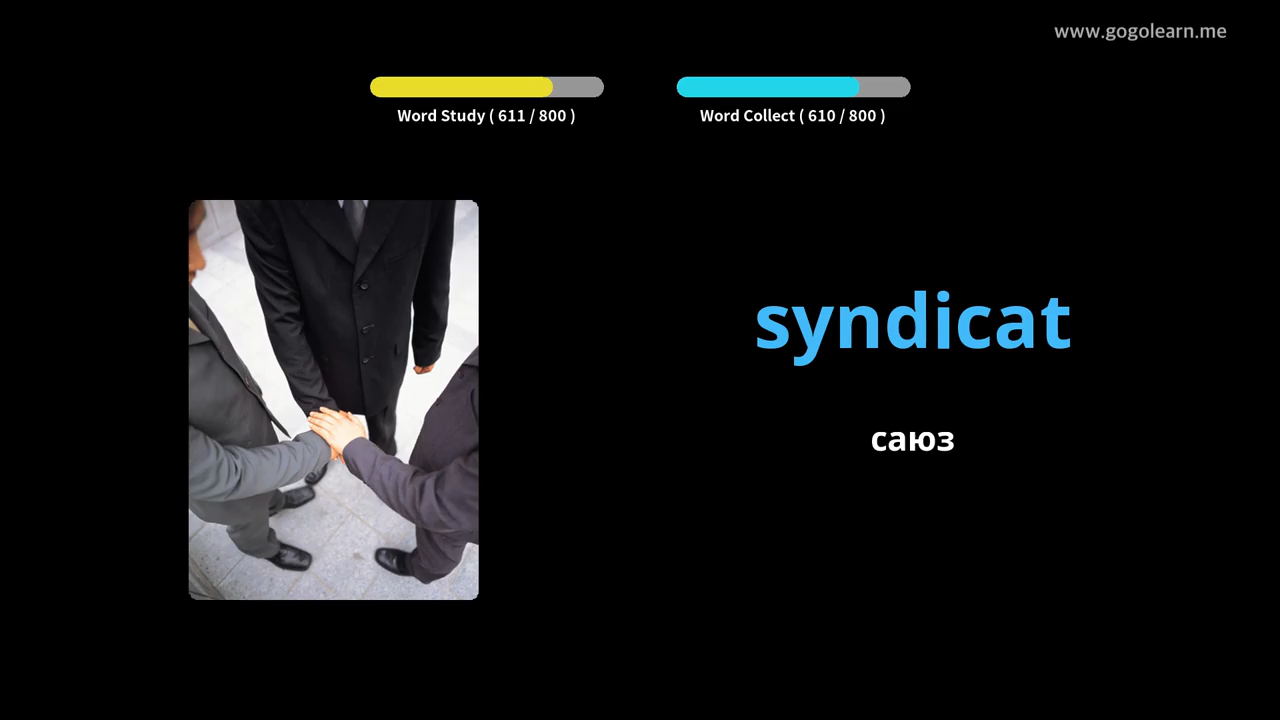 www.gogolearn.me
Word Study ( 611 / 800 )
Word Collect ( 610 / 800 )
syndicat
саюз